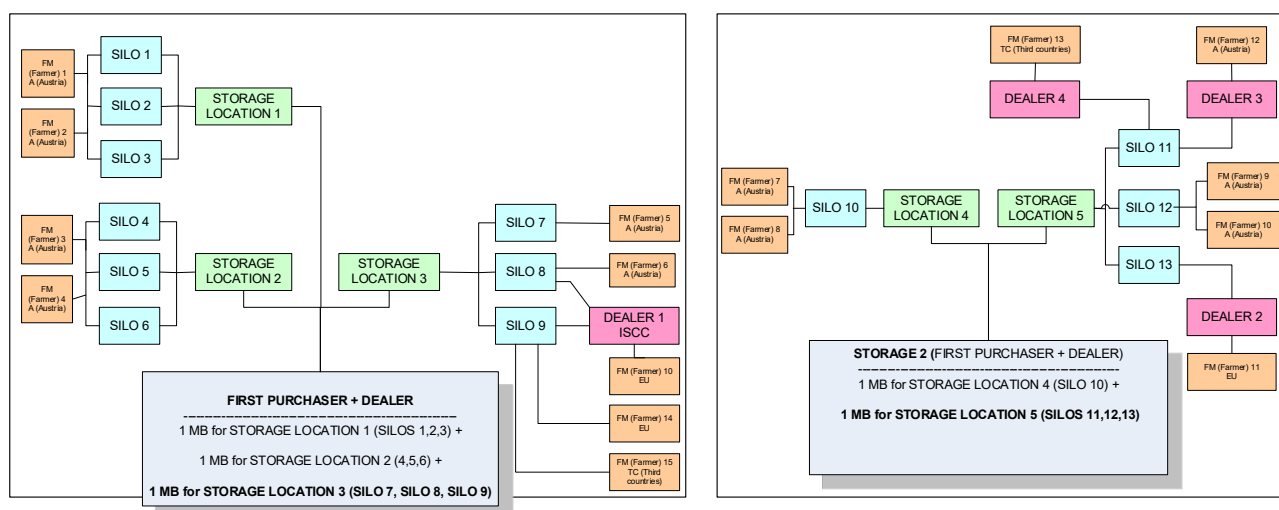 FM
(Farmer) 1
A (Austria)
FM
(Farmer) 2
A (Austria)
SILO 1
SILO 2
SILO 3
STORAGE
LOCATION 1
FM
(Farmer) 3
A (Austria)
FM
(Farmer) 4
A (Austria)
SILO 4
SILO 5
SILO 6
STORAGE
LOCATION 2
STORAGE
LOCATION 3
SILO 7
SILO 8
SILO 9
FM (Farmer) 5
A (Austria)
FM (Farmer) 6
A (Austria)
DEALER 1
ISCC
FM (Farmer) 10
EU
FM (Farmer) 14
EU
FM (Farmer) 15
TC (Third
countries)
FIRST PURCHASER + DEALER
------------------------------------------------------------
1 MB for STORAGE LOCATION 1 (SILOS 1,2,3) +
1 MB for STORAGE LOCATION 2 (4,5,6) +
1 MB for STORAGE LOCATION 3 (SILO 7, SILO 8, SILO 9)
FM (Farmer) 13
TC (Third countries)
FM (Farmer) 12
A (Austria)
DEALER 4
DEALER 3
SILO 11
FM (Farmer) 7
A (Austria)
FM (Farmer) 8
A (Austria)
SILO 10
STORAGE
LOCATION 4
STORAGE
LOCATION 5
SILO 12
FM (Farmer) 9
A (Austria)
FM (Farmer) 10
A (Austria)
SILO 13
DEALER 2
FM (Farmer) 11
EU
STORAGE 2 (FIRST PURCHASER + DEALER)
------------------------------------------------------------
1 MB for STORAGE LOCATION 4 (SILO 10) +
1 MB for STORAGE LOCATION 5 (SILOS 11,12,13)